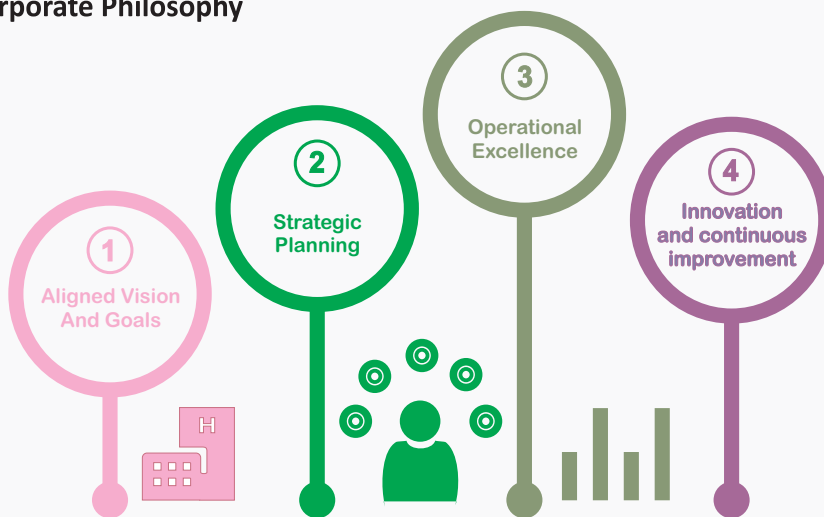 rporate Philosophy
3
Operational
Excellence
2
Strategic
Planning
4
Innovation
and continuous
improvement
1
Aligned Vision
And Goals
H